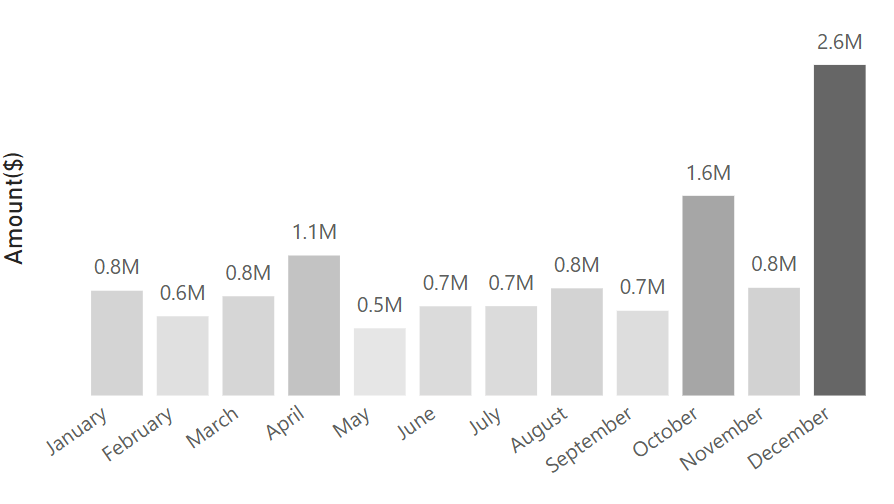 Amount($)
0.8M
0.6M
0.8M
1.1M
0.5M
0.7M
0.7M
0.8M
0.7M
1.6M
0.8M
2.6M
January
February
March
April
May
June
July
August
September
October
November
December